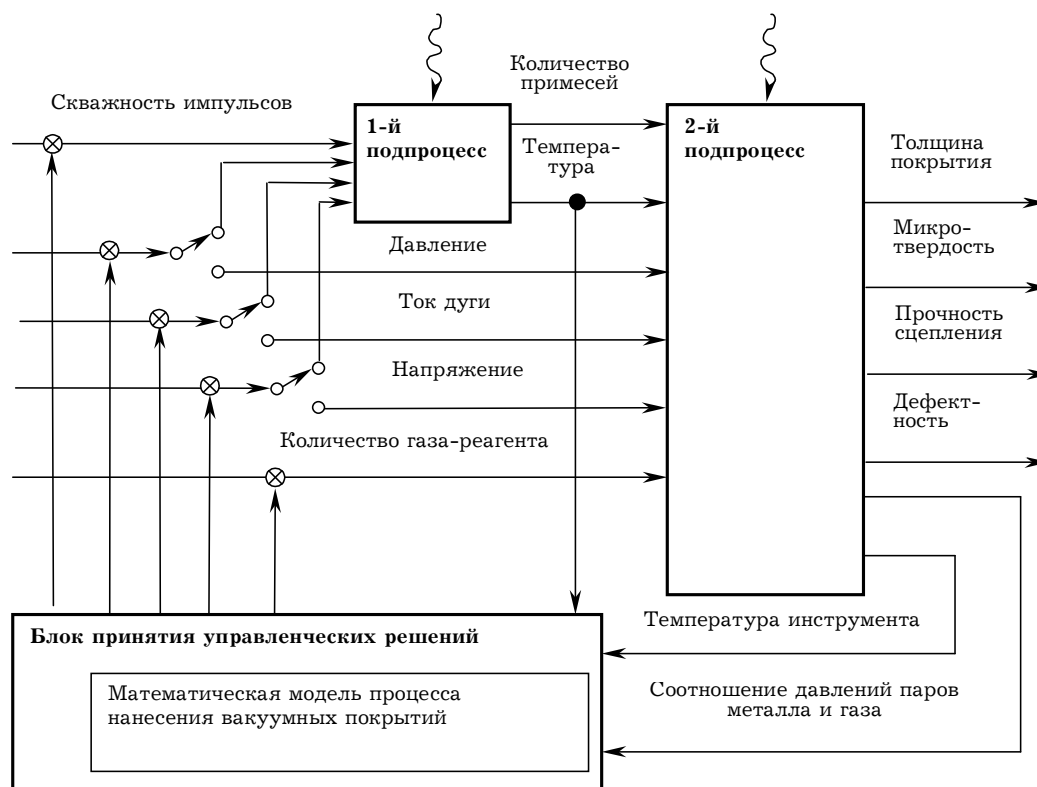 Скважность импульсов
1-й
подпроцесс
Количество
примесей
Температура
2-й
подпроцесс
Толщина
покрытия
Микро-
твердость
Давление
Ток дуги
Прочность
сцепления
Напряжение
Дефект-
ность
Количество газа-реагента
Блок принятия управленческих решений
Математическая модель процесса
нанесения вакуумных покрытий
Температура инструмента
Соотношение давлений паров
металла и газа